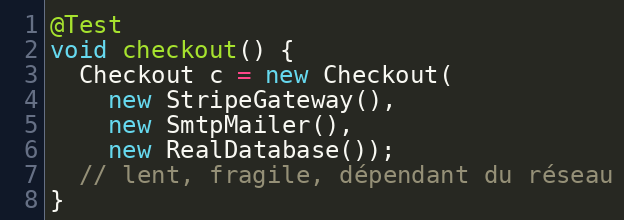 1 @Test
2 void checkout() {
3   Checkout c = new Checkout(
4     new StripeGateway(),
5     new SmtpMailer(),
6     new RealDatabase());
7   // lent, fragile, dépendant du réseau
8 }